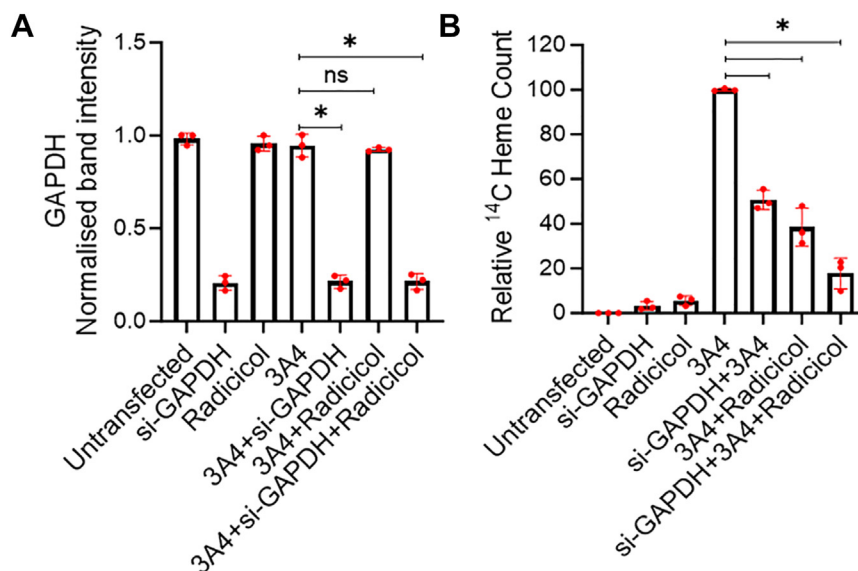 A
GAPDH
Normalised band intensity
1.5
1.0
0.5
0.0
*
ns
*
Untransfected
si-GAPDH
Radicicol
3A4
3A4+si-GAPDH
3A4+Radicicol
3A4+si-GAPDH+Radicicol
B
Relative ¹⁴C Heme Count
120
100
80
60
40
20
0
*
Untransfected
si-GAPDH
Radicicol
3A4
si-GAPDH+3A4
3A4+Radicicol
si-GAPDH+3A4+Radicicol